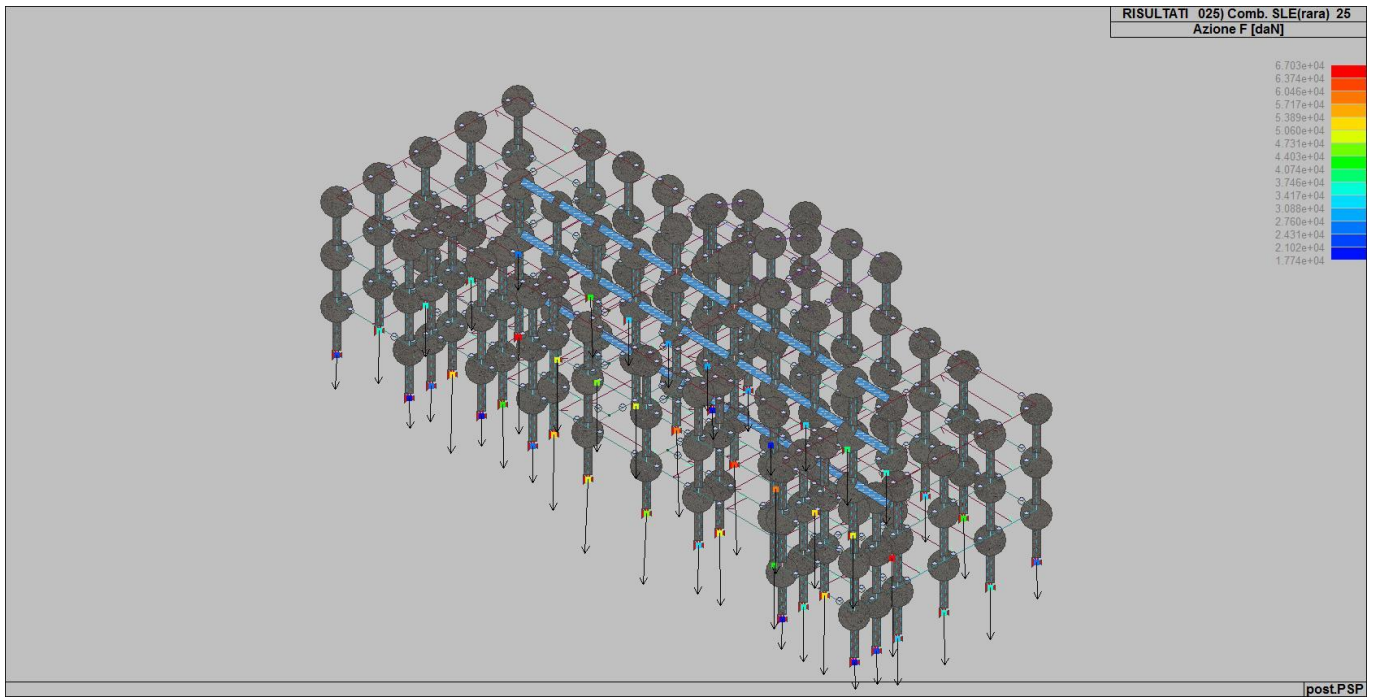 RISULTATI 025) Comb. SLE(rara) 25
Azione F [daN]
6.703e+04
6.374e+04
6.046e+04
5.717e+04
5.389e+04
5.060e+04
4.731e+04
4.403e+04
4.074e+04
3.746e+04
3.417e+04
3.088e+04
2.760e+04
2.431e+04
2.102e+04
1.774e+04
post.PSP